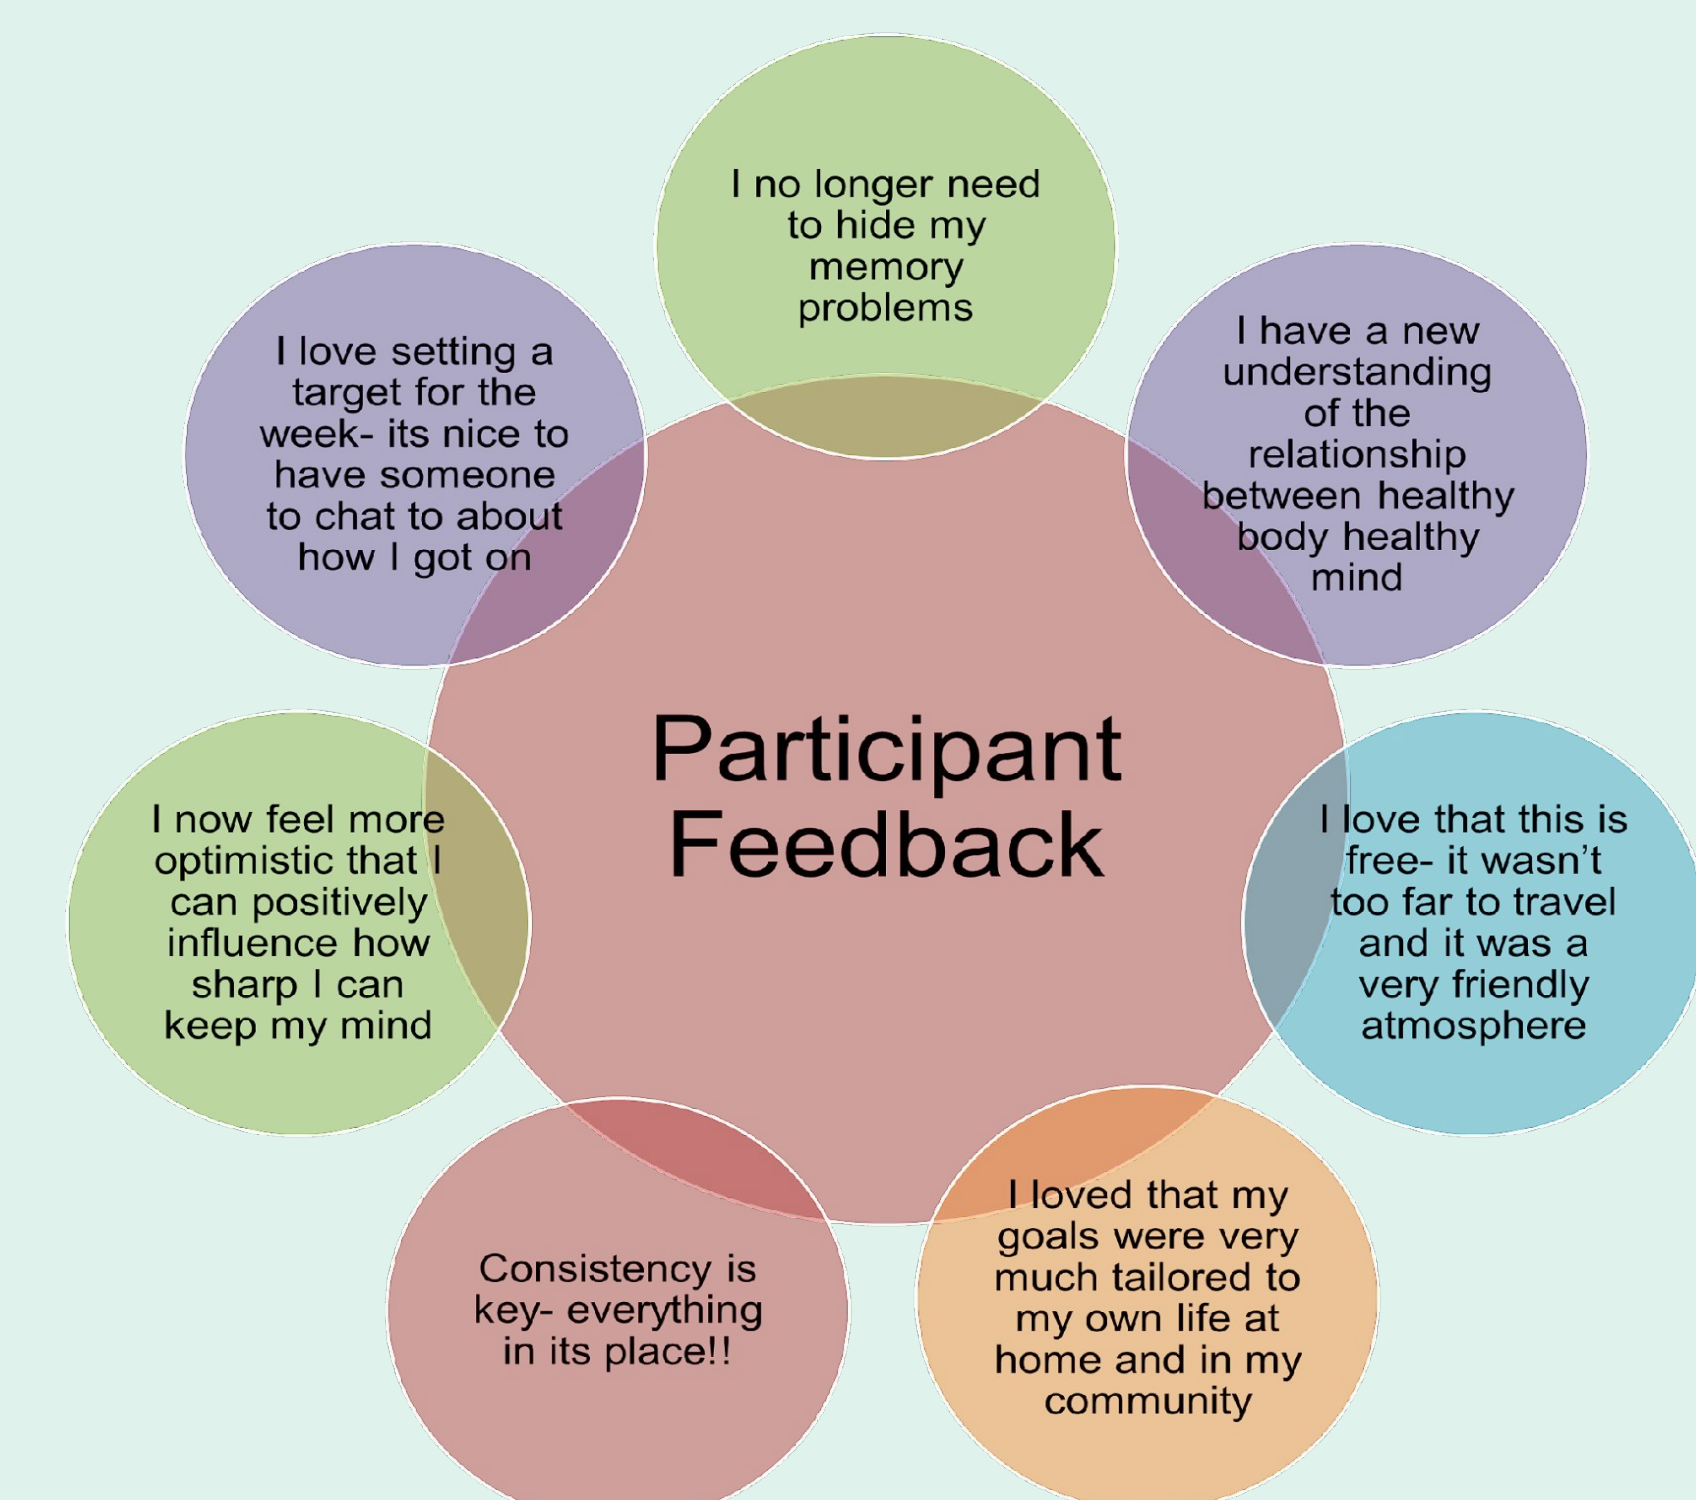 I no longer need
to hide my
memory
problems
I have a new
understanding
of the
relationship
between healthy
body healthy
mind
I love that this is
free- it wasn’t
too far to travel
and it was a
very friendly
atmosphere
I loved that my
goals were very
much tailored to
my own life at
home and in my
community
Consistency is
key- everything
in its place!!
I now feel more
optimistic that I
can positively
influence how
sharp I can
keep my mind
I love setting a
target for the
week- its nice to
have someone
to chat to about
how I got on
Participant
Feedback